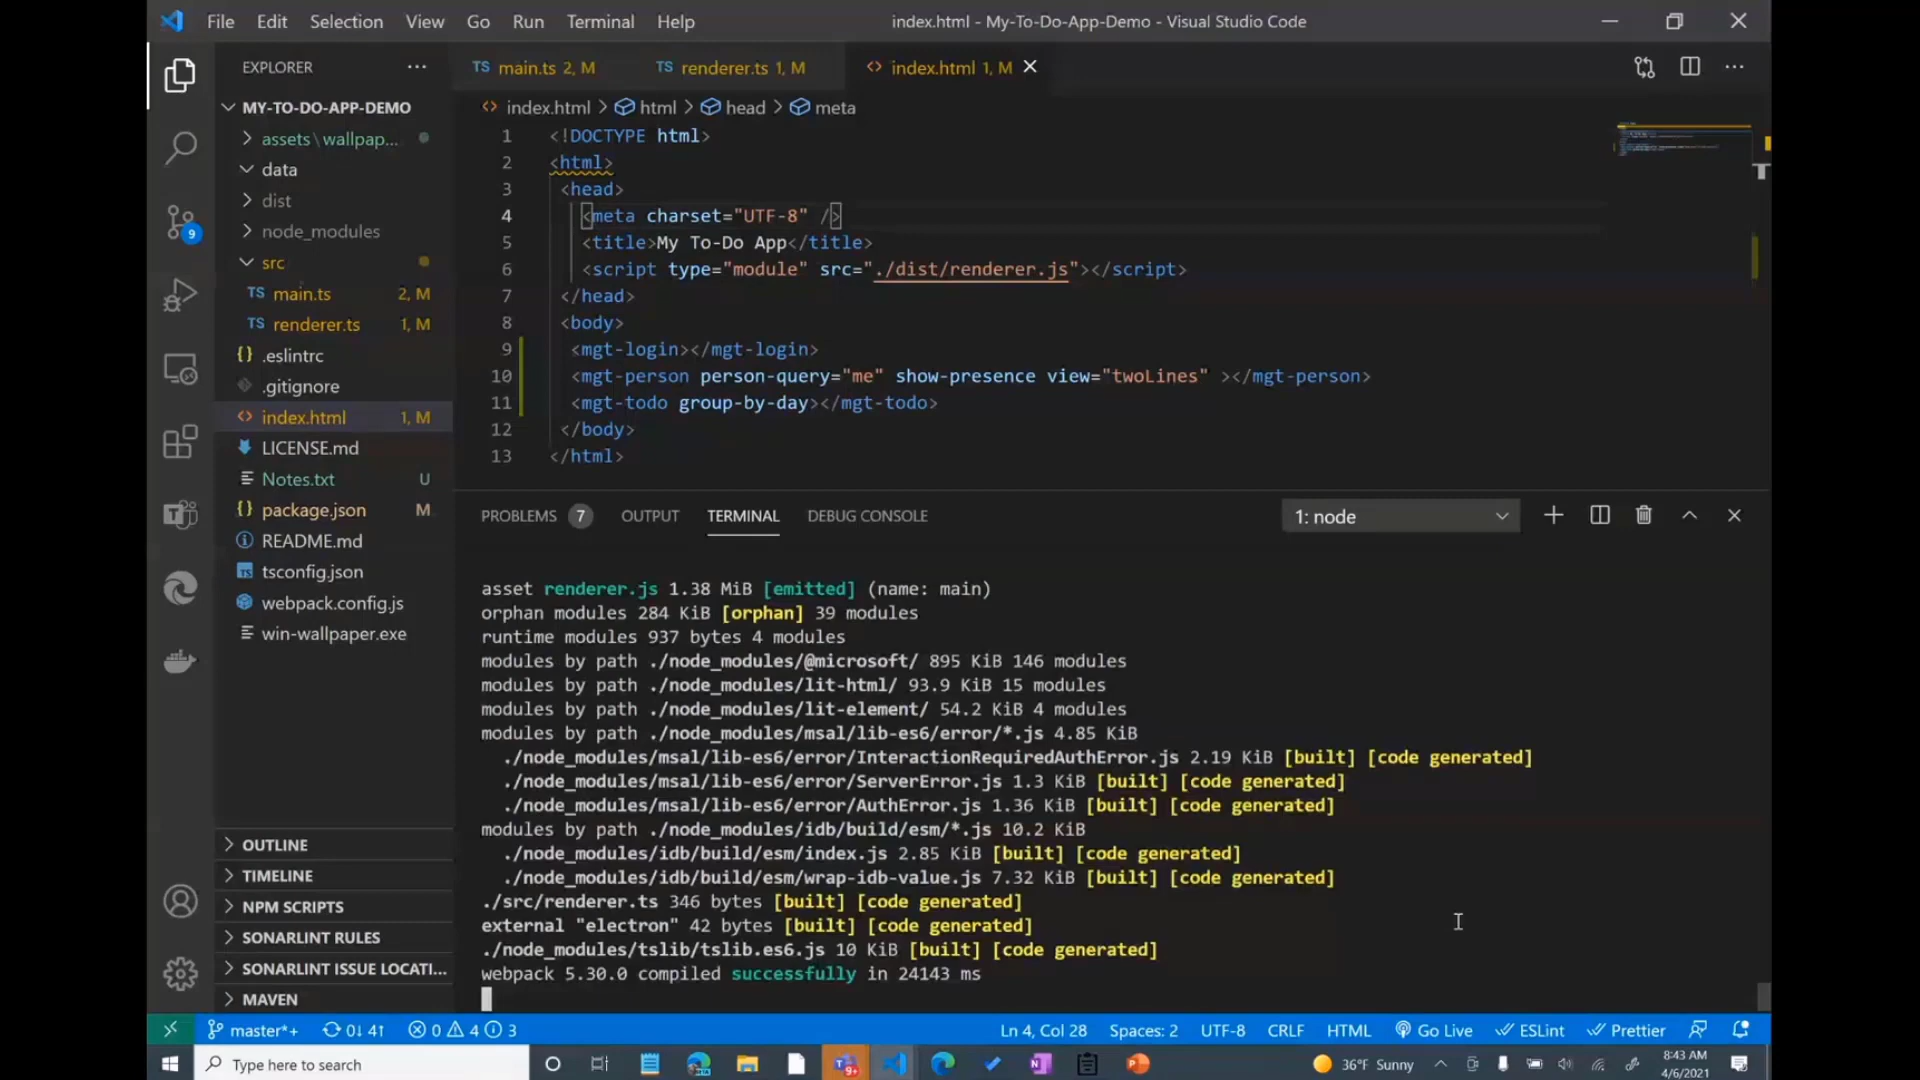 File Edit Selection View Go Run Terminal Help index.html - My-To-Do-App-Demo - Visual Studio Code
EXPLORER
TS main.ts 2, M TS renderer.ts 1, M <> index.html 1, M
MY-TO-DO-APP-DEMO
assets\wallpap...
data
dist
node_modules
src
TS main.ts 2, M
TS renderer.ts 1, M
{} .eslintrc
.gitignore
<> index.html 1, M
LICENSE.md
Notes.txt U
{} package.json M
README.md
TS tsconfig.json
webpack.config.js
win-wallpaper.exe
OUTLINE
TIMELINE
NPM SCRIPTS
SONARLINT RULES
SONARLINT ISSUE LOCATI...
MAVEN
<> index.html > html > head > meta
1 <!DOCTYPE html>
2 <html>
3 <head>
4 <meta charset="UTF-8" />
5 <title>My To-Do App</title>
6 <script type="module" src="./dist/renderer.js"></script>
7 </head>
8 <body>
9 <mgt-login></mgt-login>
10 <mgt-person person-query="me" show-presence view="twoLines" ></mgt-person>
11 <mgt-todo group-by-day></mgt-todo>
12 </body>
13 </html>
PROBLEMS 7 OUTPUT TERMINAL DEBUG CONSOLE 1: node
asset renderer.js 1.38 MiB [emitted] (name: main)
orphan modules 284 KiB [orphan] 39 modules
runtime modules 937 bytes 4 modules
modules by path ./node_modules/@microsoft/ 895 KiB 146 modules
modules by path ./node_modules/lit-html/ 93.9 KiB 15 modules
modules by path ./node_modules/lit-element/ 54.2 KiB 4 modules
modules by path ./node_modules/msal/lib-es6/error/*.js 4.85 KiB
./node_modules/msal/lib-es6/error/InteractionRequiredAuthError.js 2.19 KiB [built] [code generated]
./node_modules/msal/lib-es6/error/ServerError.js 1.3 KiB [built] [code generated]
./node_modules/msal/lib-es6/error/AuthError.js 1.36 KiB [built] [code generated]
modules by path ./node_modules/idb/build/esm/*.js 10.2 KiB
./node_modules/idb/build/esm/index.js 2.85 KiB [built] [code generated]
./node_modules/idb/build/esm/wrap-idb-value.js 7.32 KiB [built] [code generated]
./src/renderer.ts 346 bytes [built] [code generated]
external "electron" 42 bytes [built] [code generated]
./node_modules/tslib/tslib.es6.js 10 KiB [built] [code generated]
webpack 5.30.0 compiled successfully in 24143 ms
9
master*+ 0↓ 4↑ 0 4 3 Ln 4, Col 28 Spaces: 2 UTF-8 CRLF HTML Go Live ESLint Prettier
Type here to search 9+ 36°F Sunny 8:43 AM
4/6/2021